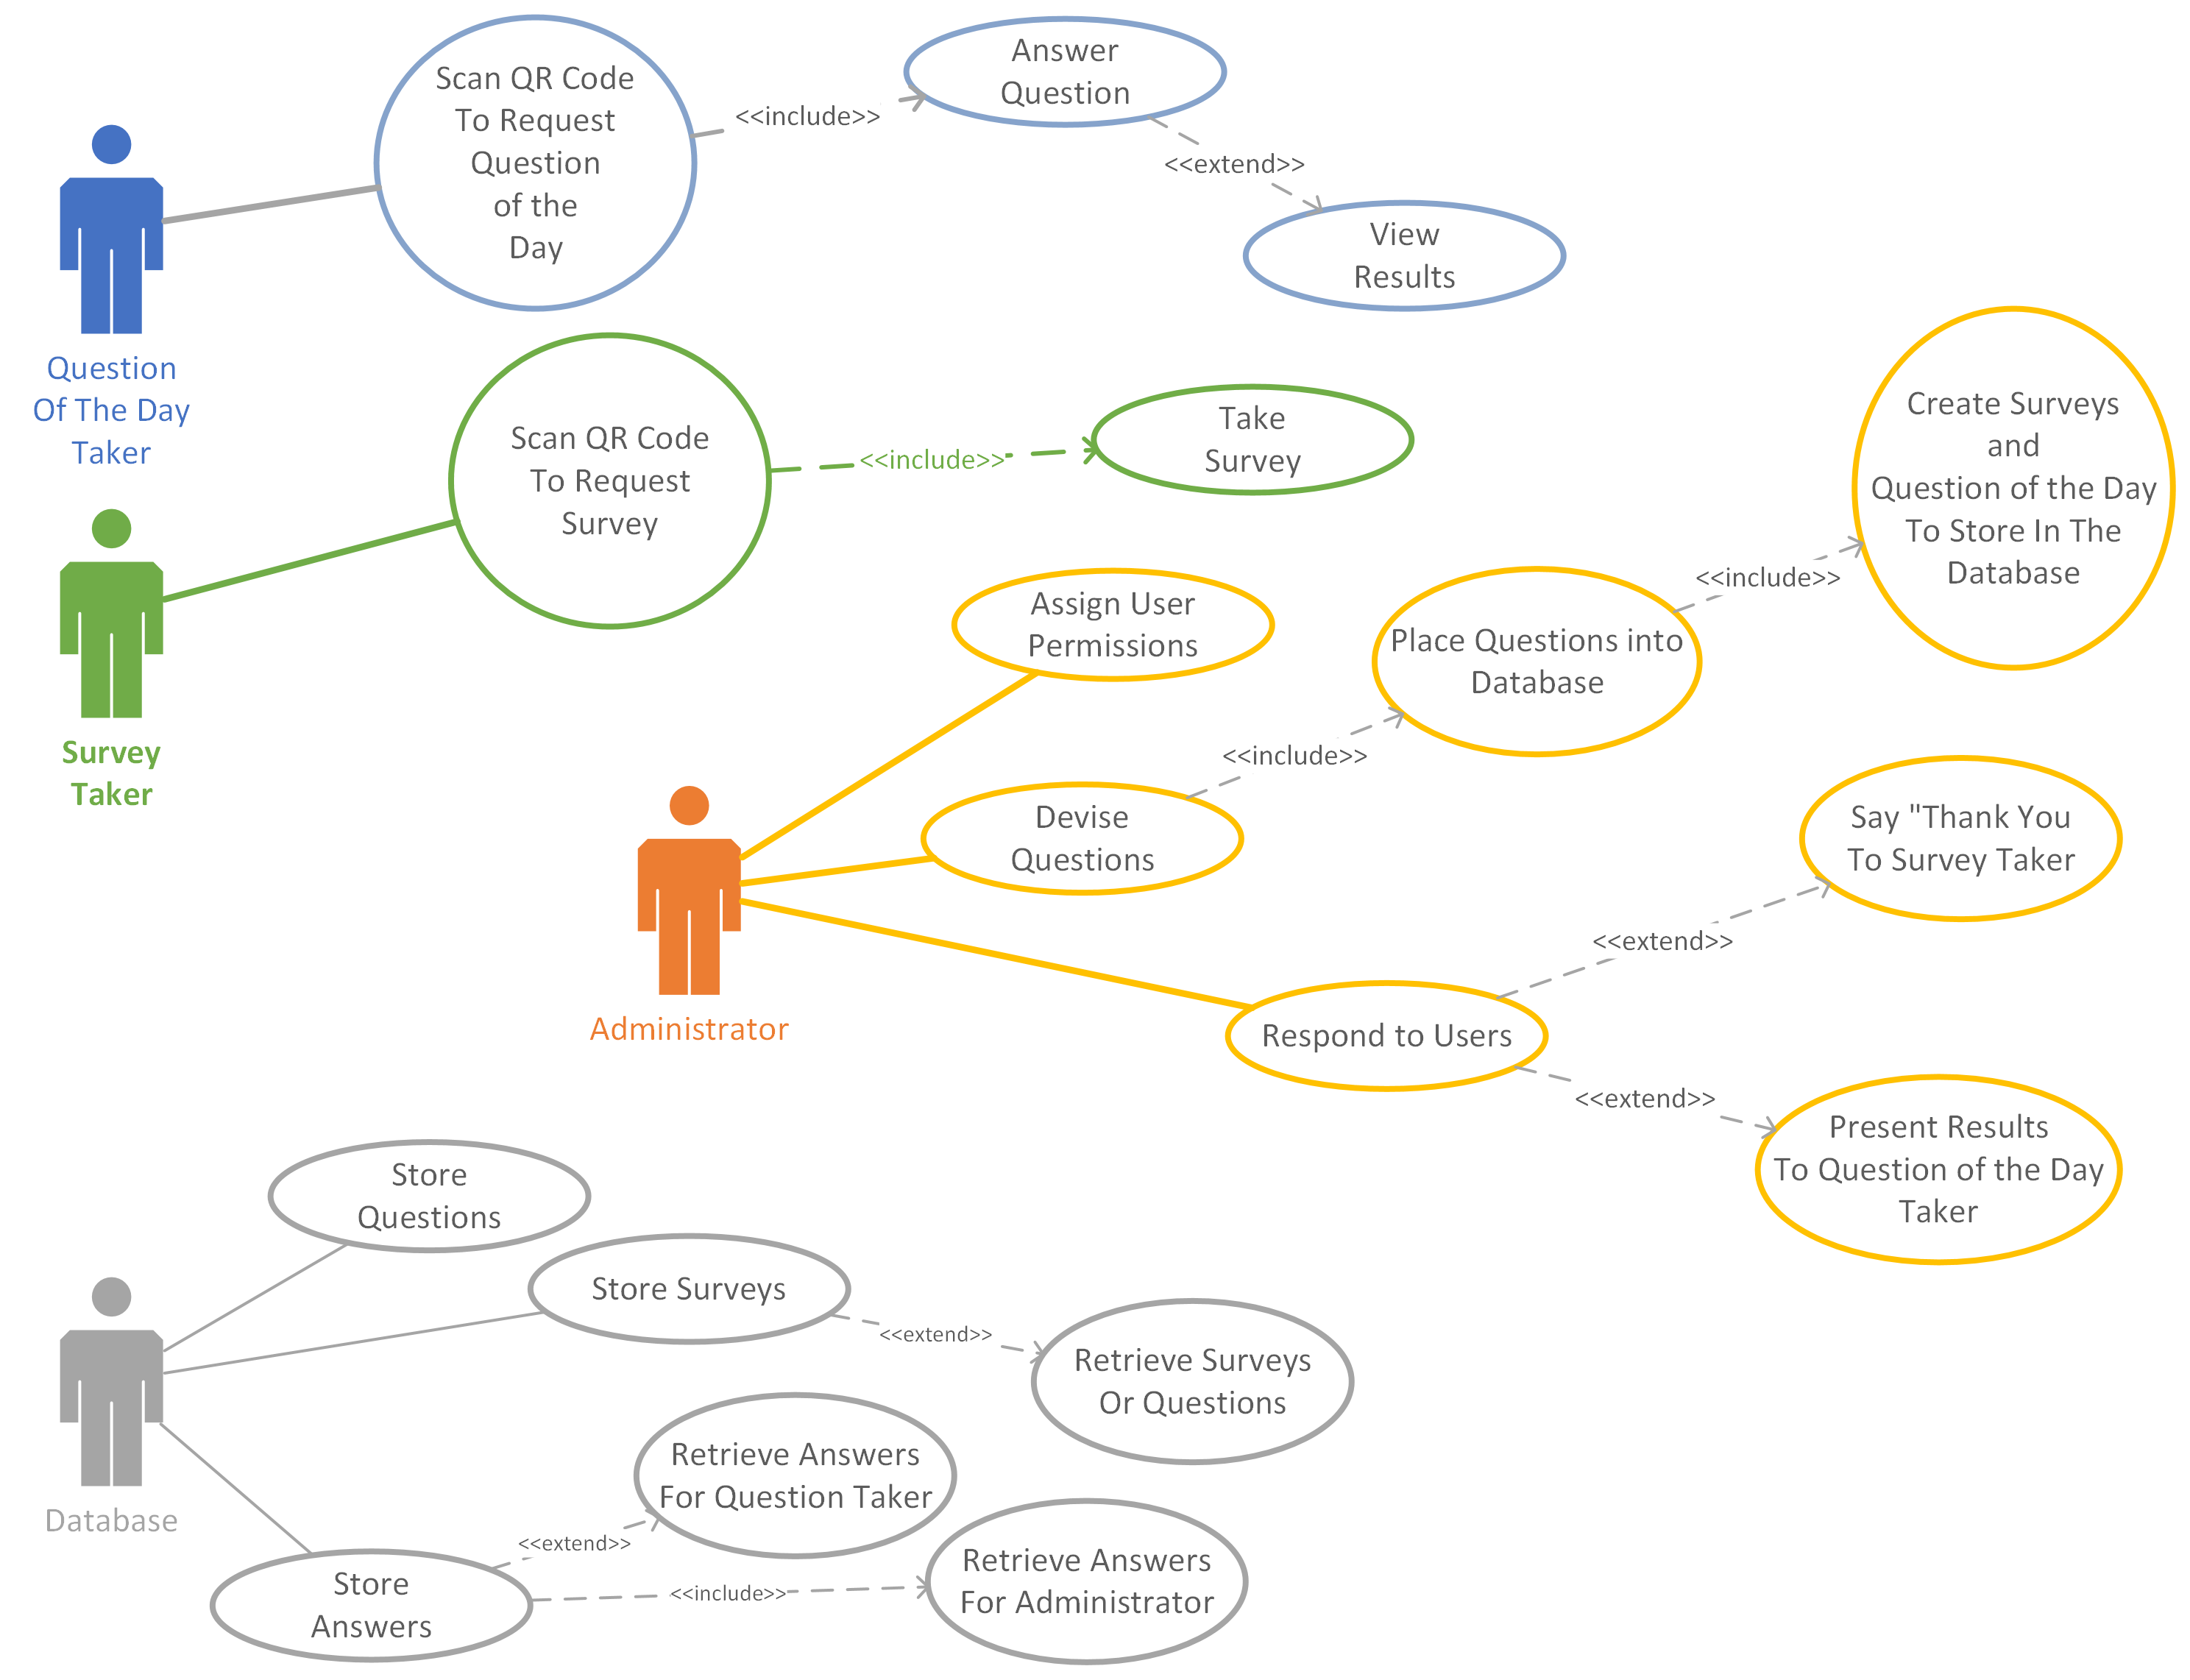 Scan QR Code
To Request
Question
of the
Day
<<include>>
Answer
Question
<<extend>>
View
Results
Question
Of The Day
Taker
Scan QR Code
To Request
Survey
<<include>>
Take
Survey
Survey
Taker
Create Surveys
and
Question of the Day
To Store In The
Database
<<include>>
Place Questions into
Database
<<include>>
Assign User
Permissions
Devise
Questions
Administrator
Respond to Users
<<extend>>
Say "Thank You
To Survey Taker
<<extend>>
Present Results
To Question of the Day
Taker
Store
Questions
Store Surveys
<<extend>>
Retrieve Surveys
Or Questions
Database
Retrieve Answers
For Question Taker
<<extend>>
Store
Answers
<<include>>
Retrieve Answers
For Administrator